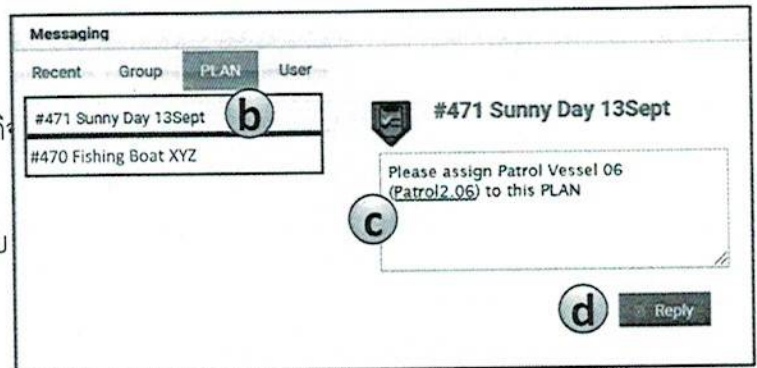 Messaging
Recent Group PLAN User
#471 Sunny Day 13Sept
b
#470 Fishing Boat XYZ
#471 Sunny Day 13Sept
Please assign Patrol Vessel 06
(Patrol2.06) to this PLAN
c
d
Reply